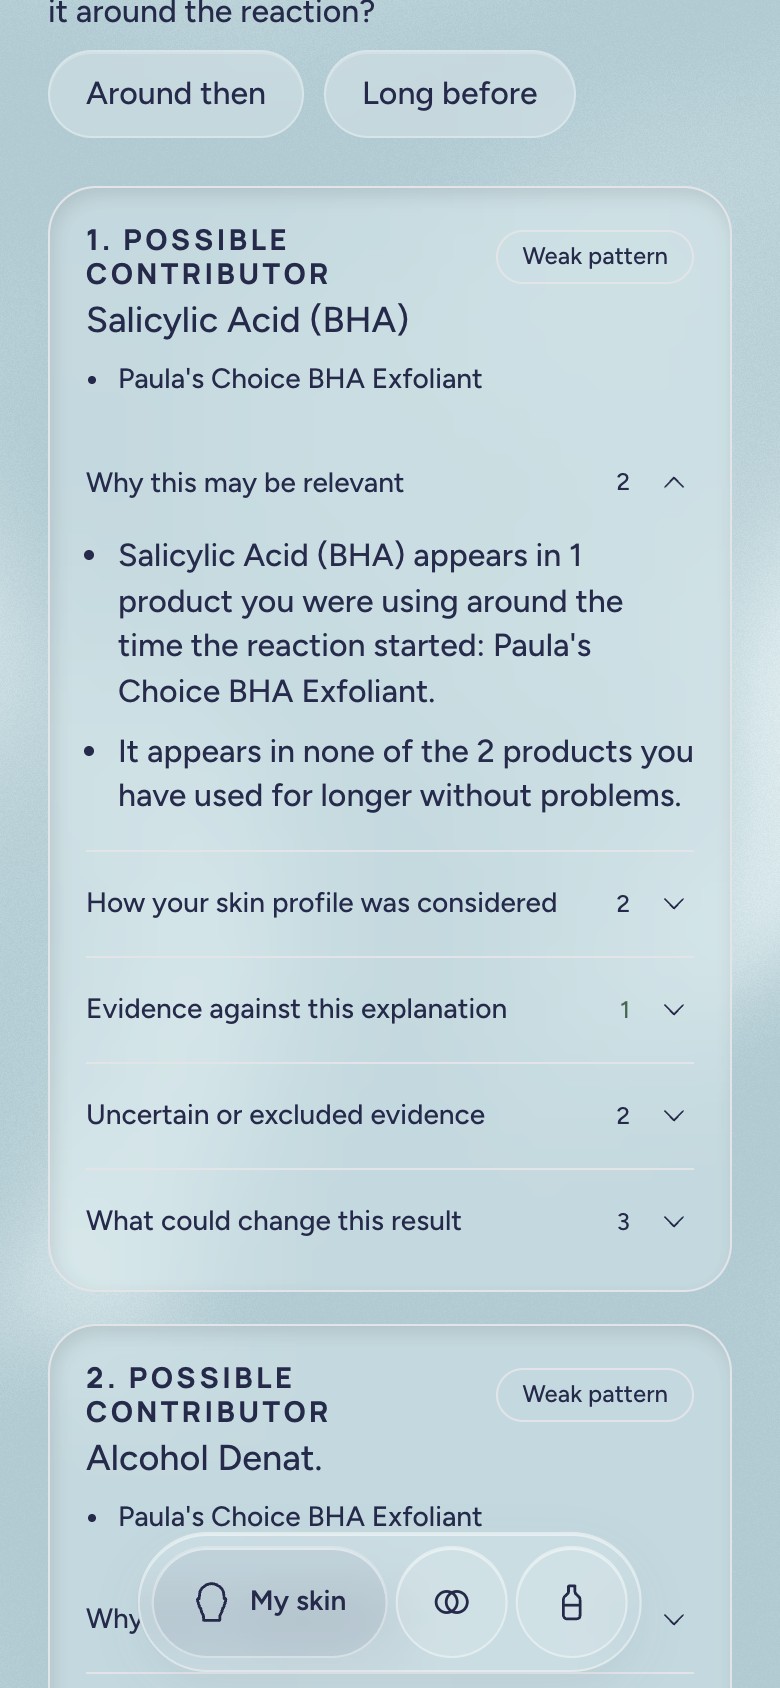 it around the reaction?
Around then
Long before
1. POSSIBLE
CONTRIBUTOR
Weak pattern
Salicylic Acid (BHA)
• Paula's Choice BHA Exfoliant
Why this may be relevant 2
• Salicylic Acid (BHA) appears in 1
product you were using around the
time the reaction started: Paula's
Choice BHA Exfoliant.
• It appears in none of the 2 products you
have used for longer without problems.
How your skin profile was considered 2
Evidence against this explanation 1
Uncertain or excluded evidence 2
What could change this result 3
2. POSSIBLE
CONTRIBUTOR
Weak pattern
Alcohol Denat.
• Paula's Choice BHA Exfoliant
Why
My skin